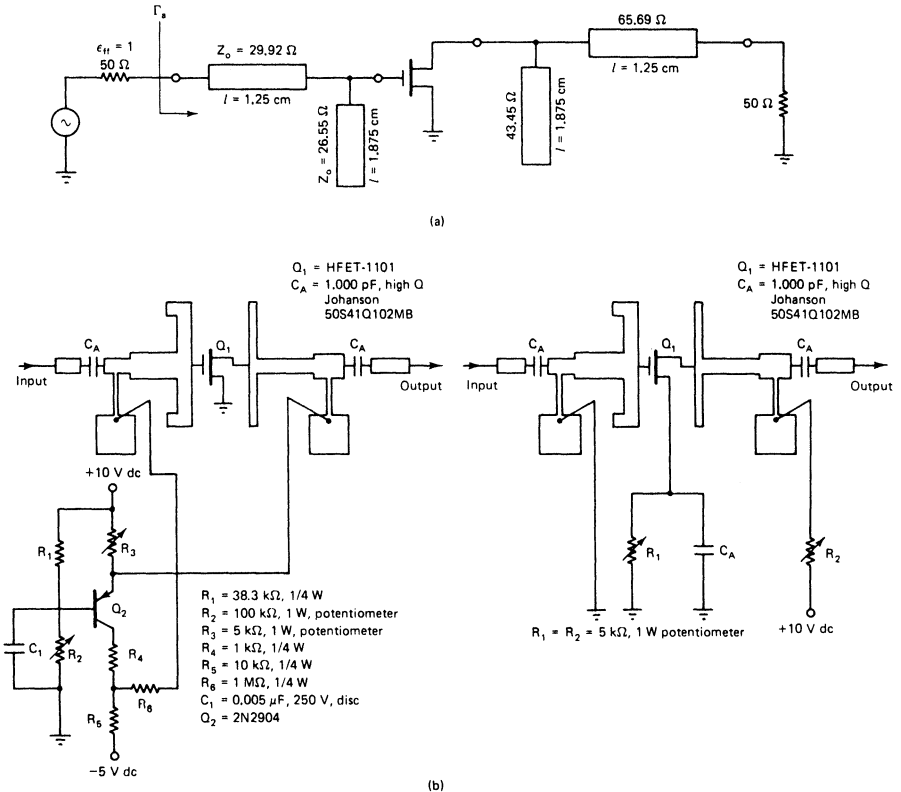 Γa
εff = 1
50 Ω
Zo = 29.92 Ω
l = 1.25 cm
Zo = 26.55 Ω
l = 1.875 cm
43.45 Ω
l = 1.875 cm
65.69 Ω
l = 1.25 cm
50 Ω
(a)
Q1 = HFET-1101
CA = 1.000 pF, high Q
Johanson
50S41Q102MB
CA
Q1
CA
Input
Output
+10 V dc
R1
R3
Q2
C1
R2
R4
R6
R5
−5 V dc
R1 = 38.3 kΩ, 1/4 W
R2 = 100 kΩ, 1 W, potentiometer
R3 = 5 kΩ, 1 W, potentiometer
R4 = 1 kΩ, 1/4 W
R5 = 10 kΩ, 1/4 W
R6 = 1 MΩ, 1/4 W
C1 = 0.005 μF, 250 V, disc
Q2 = 2N2904
Q1 = HFET-1101
CA = 1.000 pF, high Q
Johanson
50S41Q102MB
CA
Q1
CA
Input
Output
R1
CA
R2
R1 = R2 = 5 kΩ, 1 W potentiometer
+10 V dc
(b)